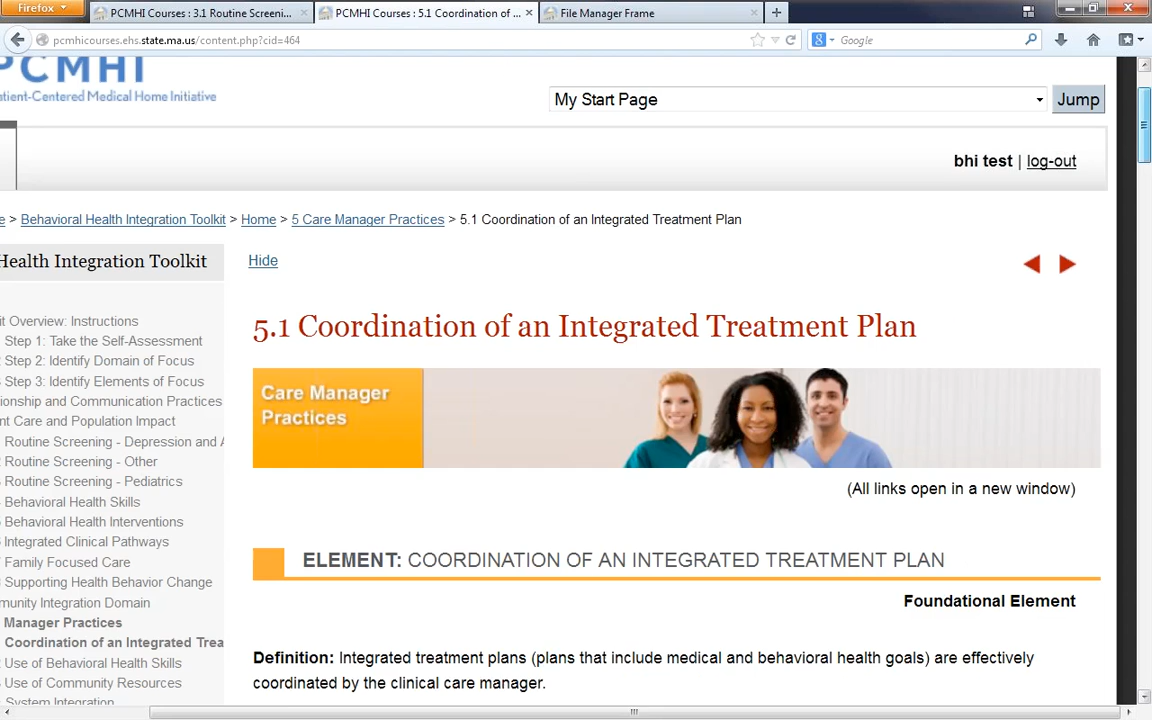 Firefox
PCMHI Courses : 3.1 Routine Screeni...
PCMHI Courses : 5.1 Coordination of ...
File Manager Frame
pcmhicourses.ehs.state.ma.us/content.php?cid=464
Google
PCMHI
atient-Centered Medical Home Initiative
My Start Page
Jump
bhi test | log-out
e > Behavioral Health Integration Toolkit > Home > 5 Care Manager Practices > 5.1 Coordination of an Integrated Treatment Plan
Health Integration Toolkit
Hide
it Overview: Instructions
Step 1: Take the Self-Assessment
Step 2: Identify Domain of Focus
Step 3: Identify Elements of Focus
ionship and Communication Practices
nt Care and Population Impact
Routine Screening - Depression and A
Routine Screening - Other
Routine Screening - Pediatrics
Behavioral Health Skills
Behavioral Health Interventions
Integrated Clinical Pathways
Family Focused Care
Supporting Health Behavior Change
munity Integration Domain
Manager Practices
Coordination of an Integrated Trea
Use of Behavioral Health Skills
Use of Community Resources
System Integration
5.1 Coordination of an Integrated Treatment Plan
Care Manager
Practices
(All links open in a new window)
ELEMENT: COORDINATION OF AN INTEGRATED TREATMENT PLAN
Foundational Element
Definition: Integrated treatment plans (plans that include medical and behavioral health goals) are effectively
coordinated by the clinical care manager.